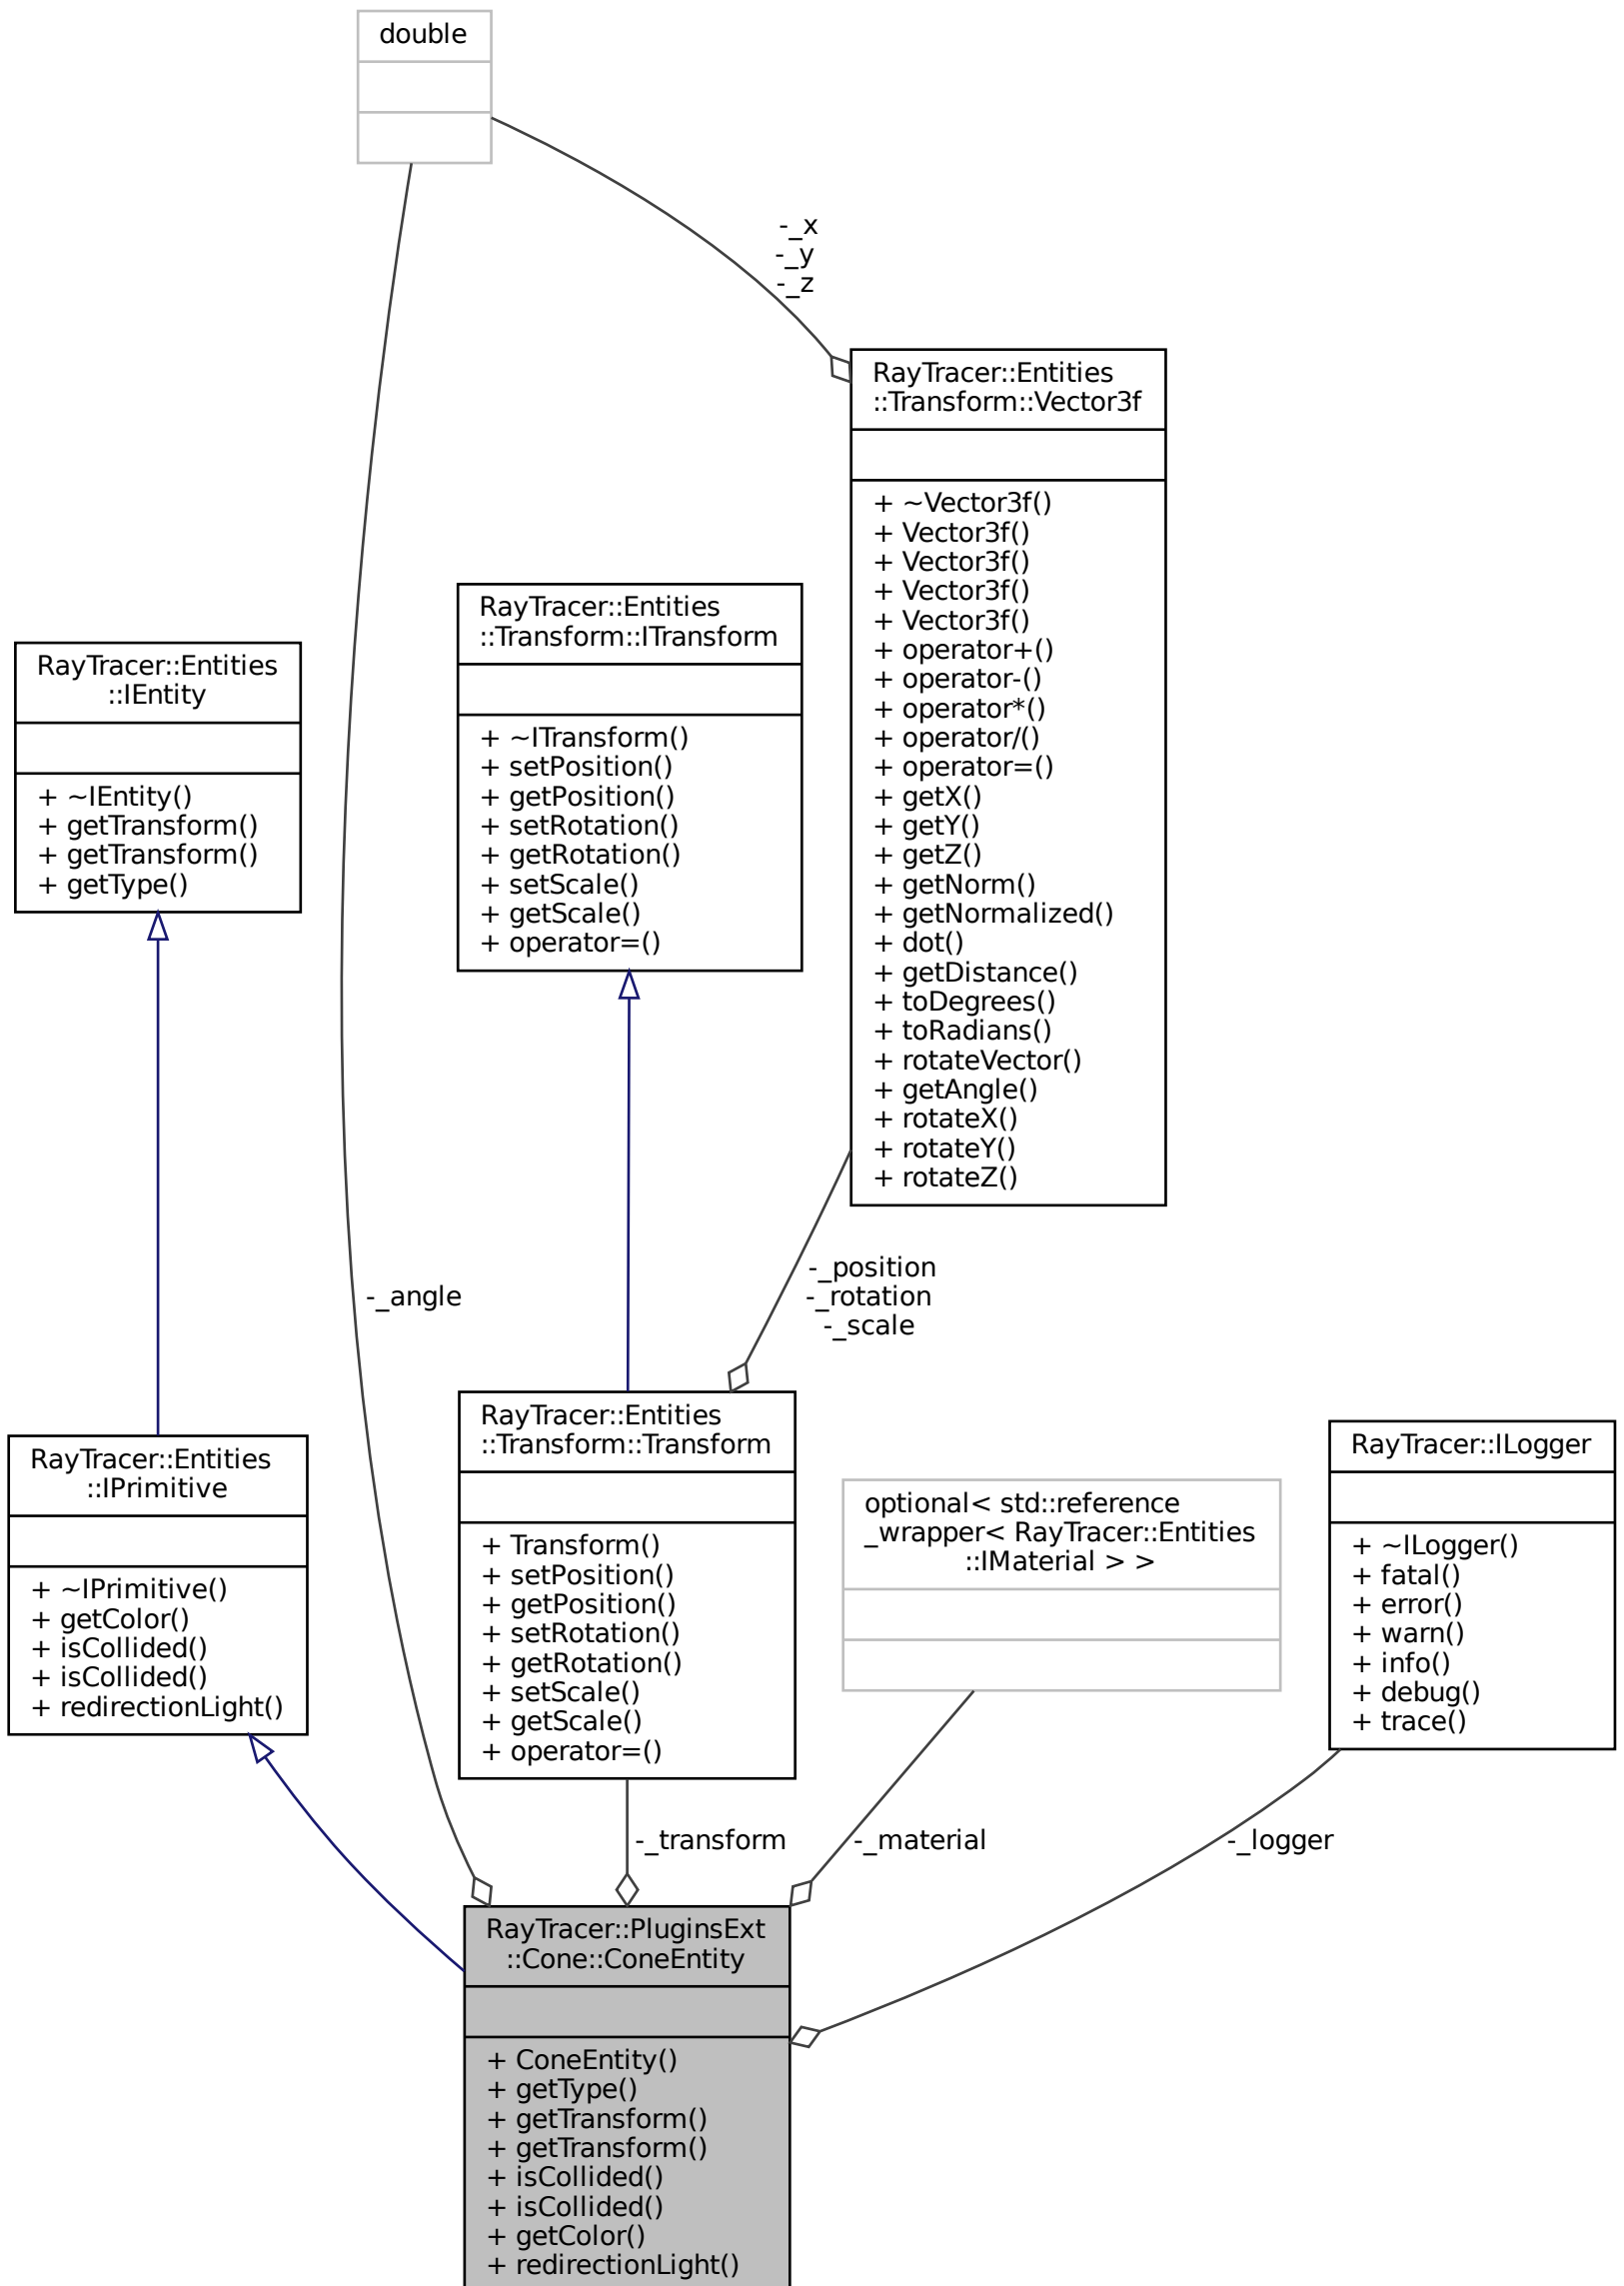 double
-_x
-_y
-_z
RayTracer::Entities
::Transform::Vector3f
+ ~Vector3f()
+ Vector3f()
+ Vector3f()
+ Vector3f()
+ Vector3f()
+ operator+()
+ operator-()
+ operator*()
+ operator/()
+ operator=()
+ getX()
+ getY()
+ getZ()
+ getNorm()
+ getNormalized()
+ dot()
+ getDistance()
+ toDegrees()
+ toRadians()
+ rotateVector()
+ getAngle()
+ rotateX()
+ rotateY()
+ rotateZ()
RayTracer::Entities
::Transform::ITransform
+ ~ITransform()
+ setPosition()
+ getPosition()
+ setRotation()
+ getRotation()
+ setScale()
+ getScale()
+ operator=()
RayTracer::Entities
::IEntity
+ ~IEntity()
+ getTransform()
+ getTransform()
+ getType()
-_angle
-_position
-_rotation
-_scale
RayTracer::Entities
::IPrimitive
+ ~IPrimitive()
+ getColor()
+ isCollided()
+ isCollided()
+ redirectionLight()
RayTracer::Entities
::Transform::Transform
+ Transform()
+ setPosition()
+ getPosition()
+ setRotation()
+ getRotation()
+ setScale()
+ getScale()
+ operator=()
optional< std::reference
_wrapper< RayTracer::Entities
::IMaterial > >
RayTracer::ILogger
+ ~ILogger()
+ fatal()
+ error()
+ warn()
+ info()
+ debug()
+ trace()
-_transform
-_material
-_logger
RayTracer::PluginsExt
::Cone::ConeEntity
+ ConeEntity()
+ getType()
+ getTransform()
+ getTransform()
+ isCollided()
+ isCollided()
+ getColor()
+ redirectionLight()